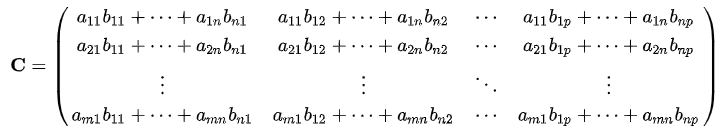 C = ( a₁₁b₁₁ + ⋯ + a₁ₙbₙ₁   a₁₁b₁₂ + ⋯ + a₁ₙbₙ₂   ⋯   a₁₁b₁ₚ + ⋯ + a₁ₙbₙₚ
a₂₁b₁₁ + ⋯ + a₂ₙbₙ₁   a₂₁b₁₂ + ⋯ + a₂ₙbₙ₂   ⋯   a₂₁b₁ₚ + ⋯ + a₂ₙbₙₚ
⋮   ⋮   ⋱   ⋮
aₘ₁b₁₁ + ⋯ + aₘₙbₙ₁   aₘ₁b₁₂ + ⋯ + aₘₙbₙ₂   ⋯   aₘ₁b₁ₚ + ⋯ + aₘₙbₙₚ )